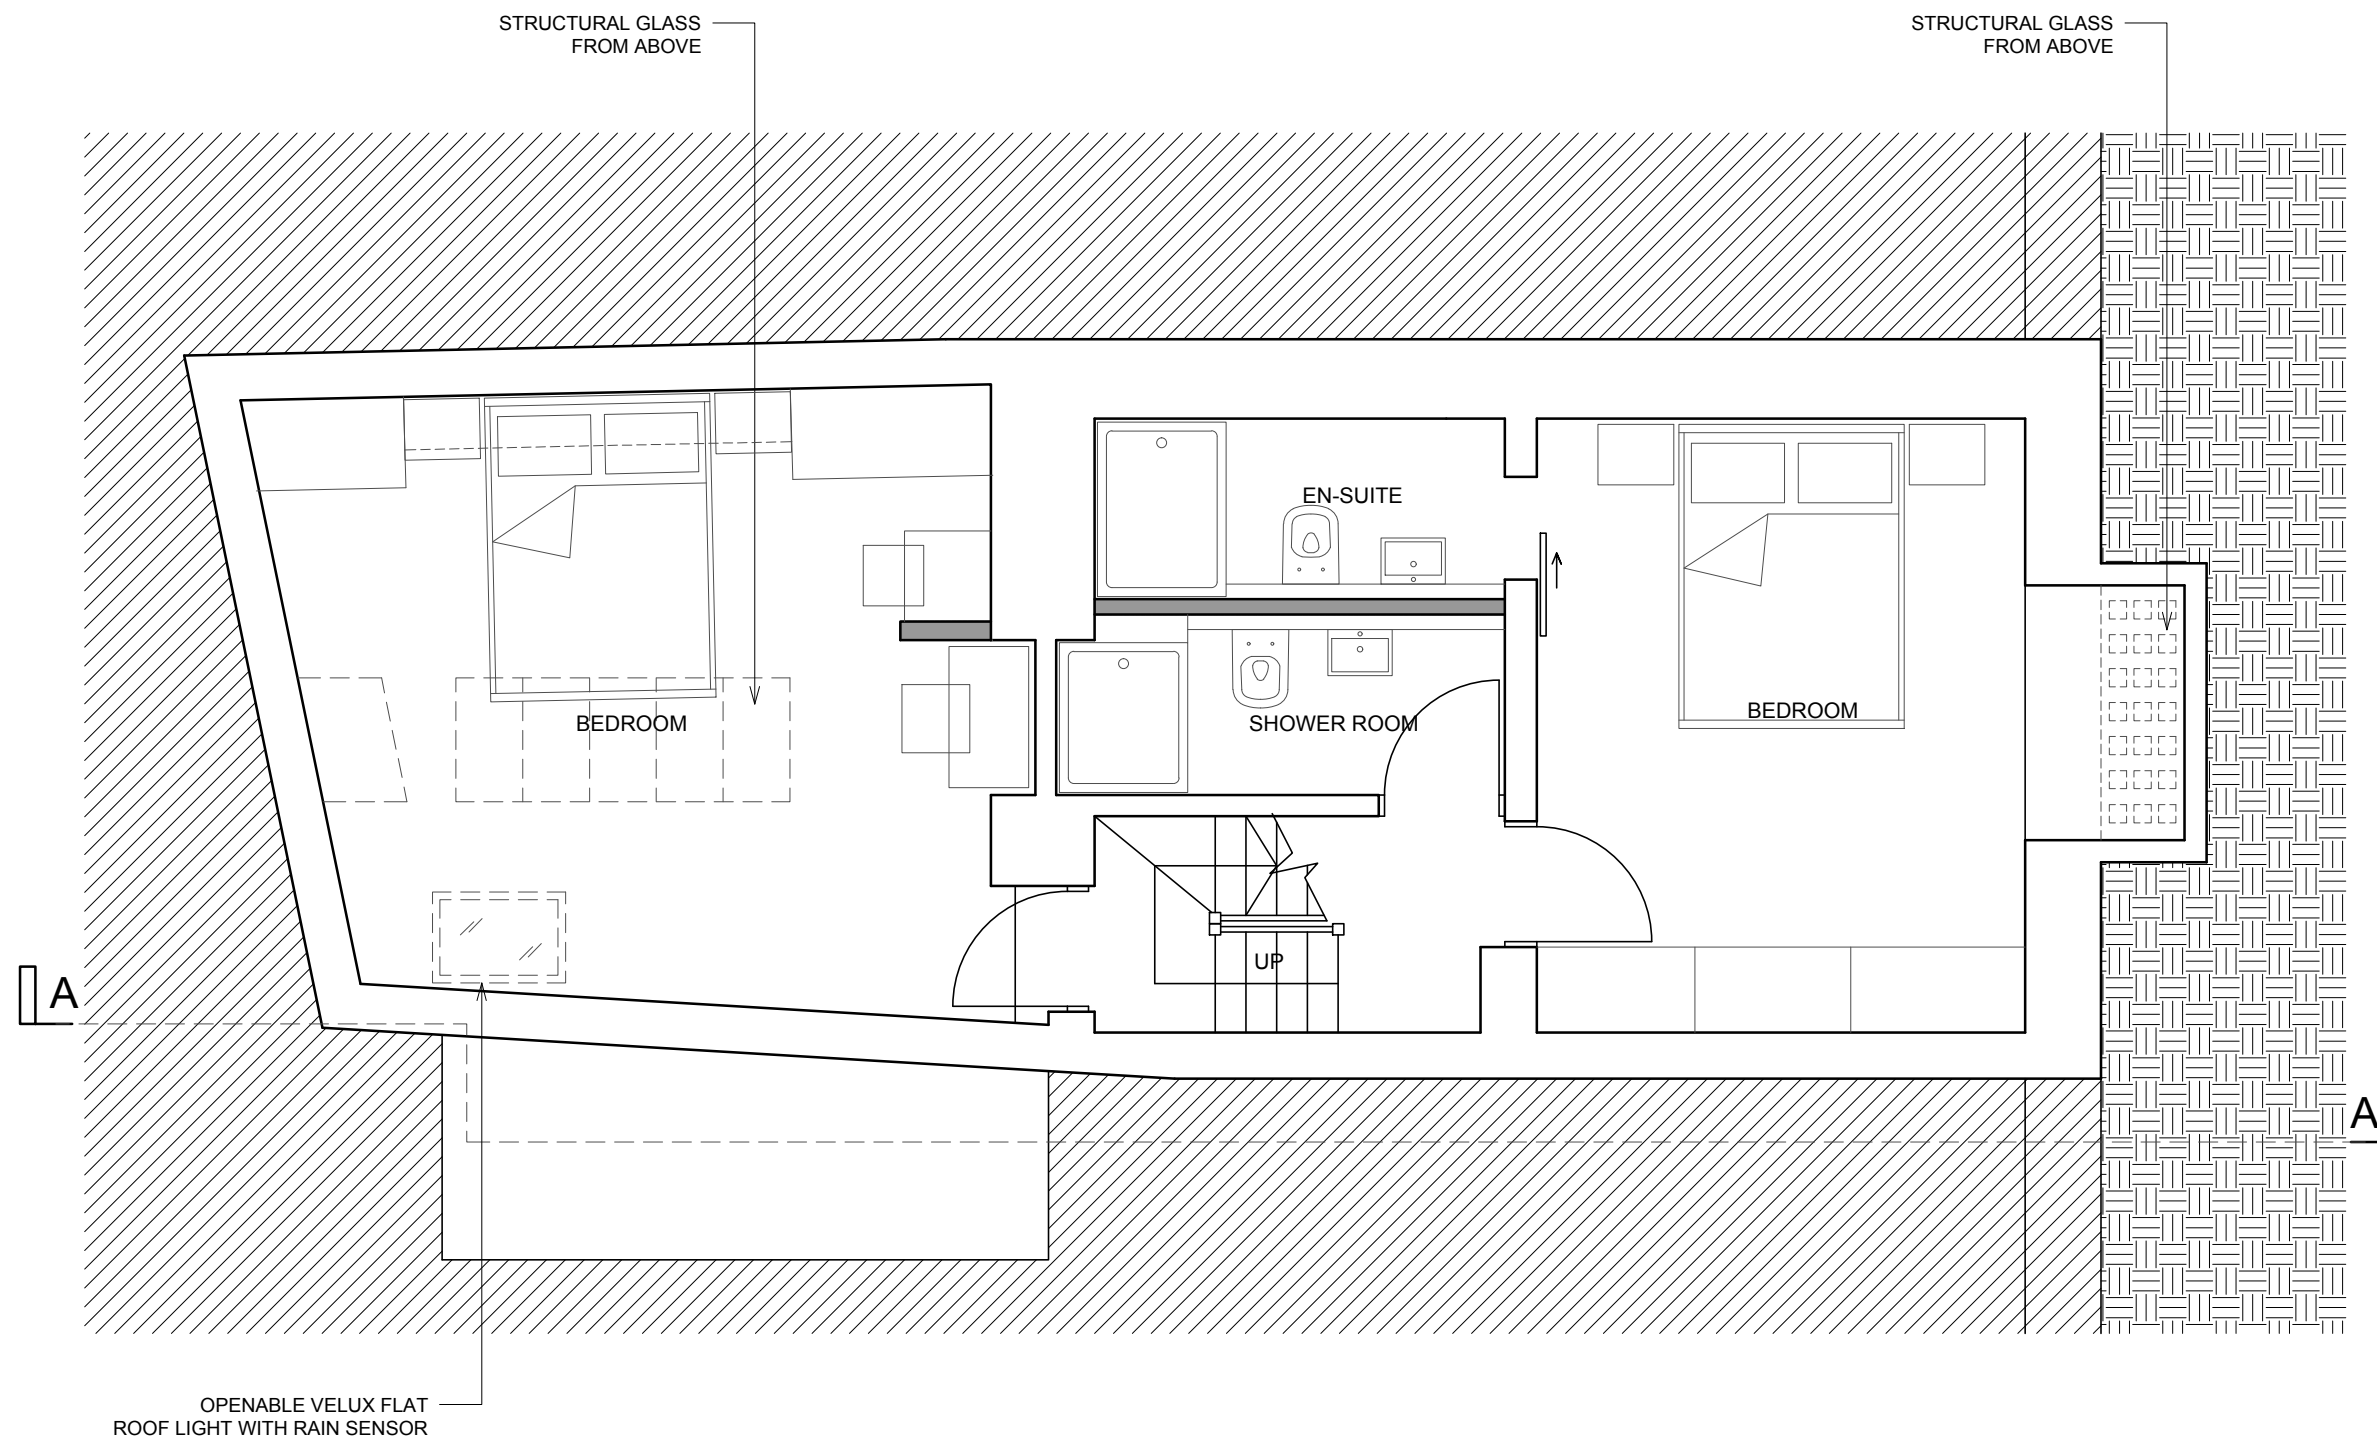 STRUCTURAL GLASS
FROM ABOVE
STRUCTURAL GLASS
FROM ABOVE
EN-SUITE
BEDROOM
SHOWER ROOM
BEDROOM
UP
A
A
OPENABLE VELUX FLAT
ROOF LIGHT WITH RAIN SENSOR